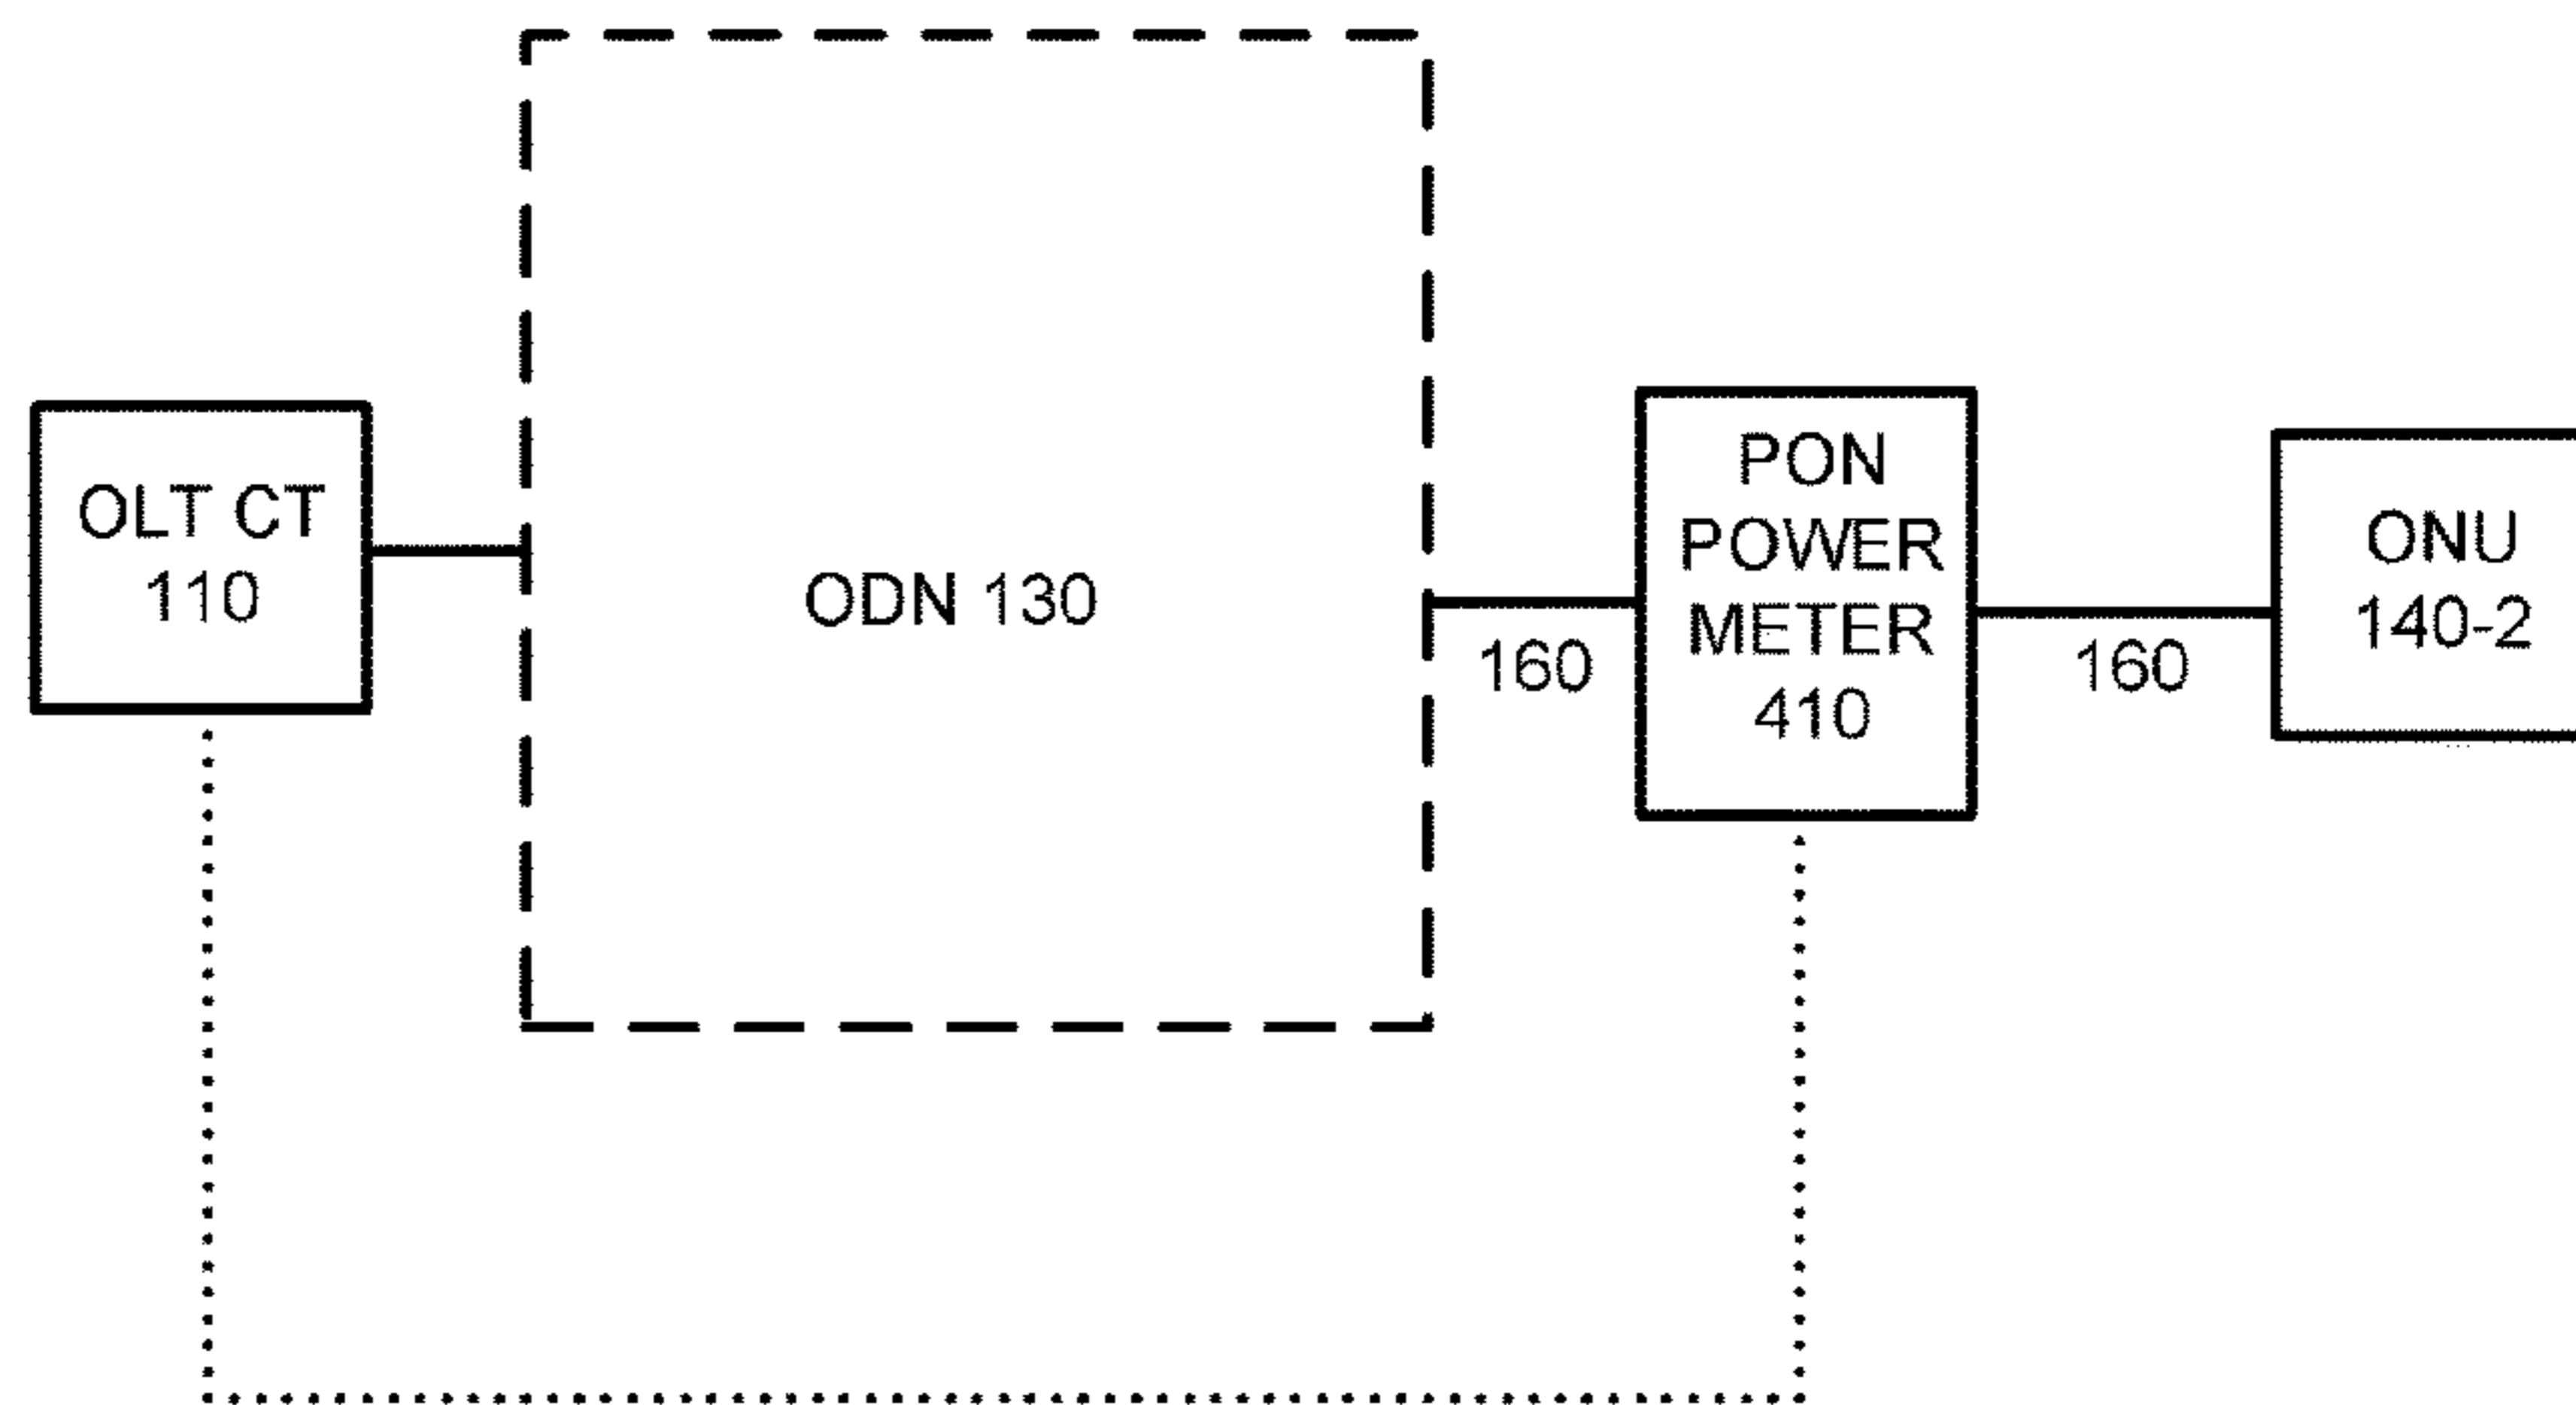 OLT CT
110
ODN 130
160
PON
POWER
METER
410
160
ONU
140-2